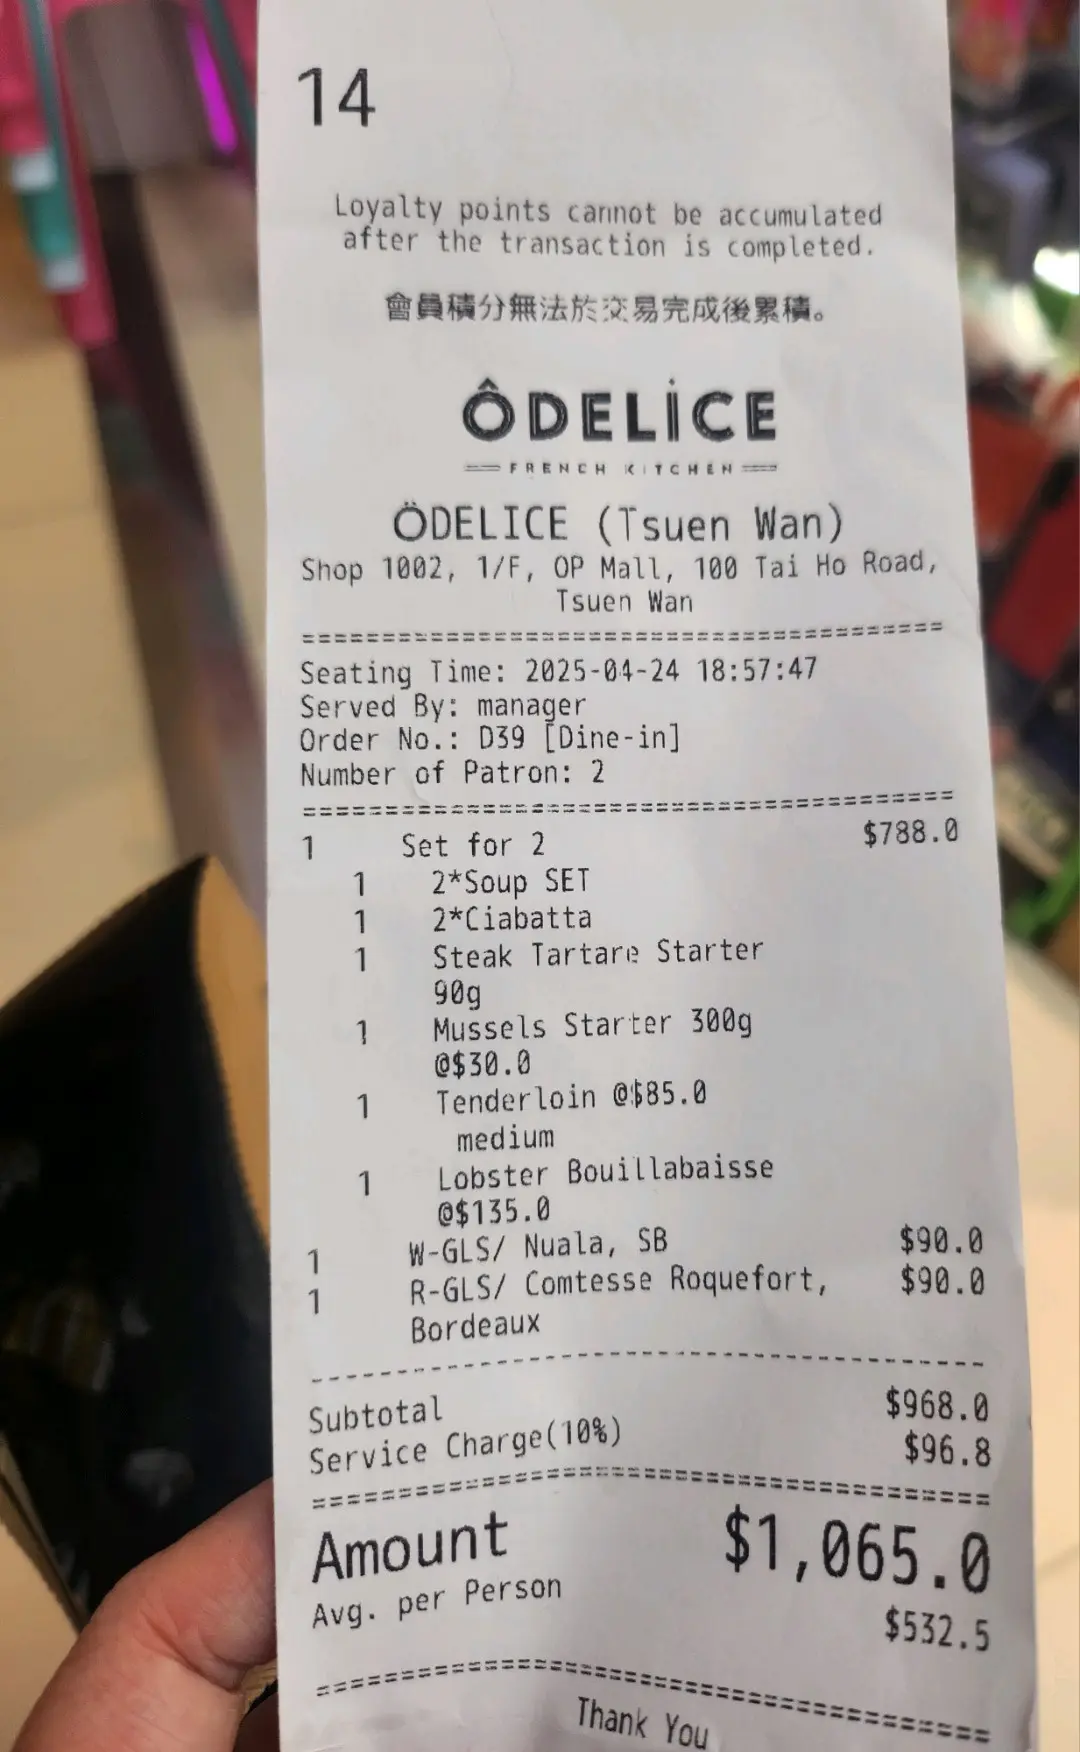 14
Loyalty points cannot be accumulated
after the transaction is completed.
會員積分無法於交易完成後累積。
ÔDELİCE
FRENCH KITCHEN
ÖDELICE (Tsuen Wan)
Shop 1002, 1/F, OP Mall, 100 Tai Ho Road,
Tsuen Wan
Seating Time: 2025-04-24 18:57:47
Served By: manager
Order No.: D39 [Dine-in]
Number of Patron: 2
1 Set for 2 $788.0
1 2*Soup SET
1 2*Ciabatta
1 Steak Tartare Starter
90g
1 Mussels Starter 300g
@$30.0
1 Tenderloin @$85.0
medium
1 Lobster Bouillabaisse
@$135.0
1 W-GLS/ Nuala, SB $90.0
1 R-GLS/ Comtesse Roquefort, $90.0
Bordeaux
Subtotal $968.0
Service Charge(10%) $96.8
Amount $1,065.0
Avg. per Person $532.5
Thank You